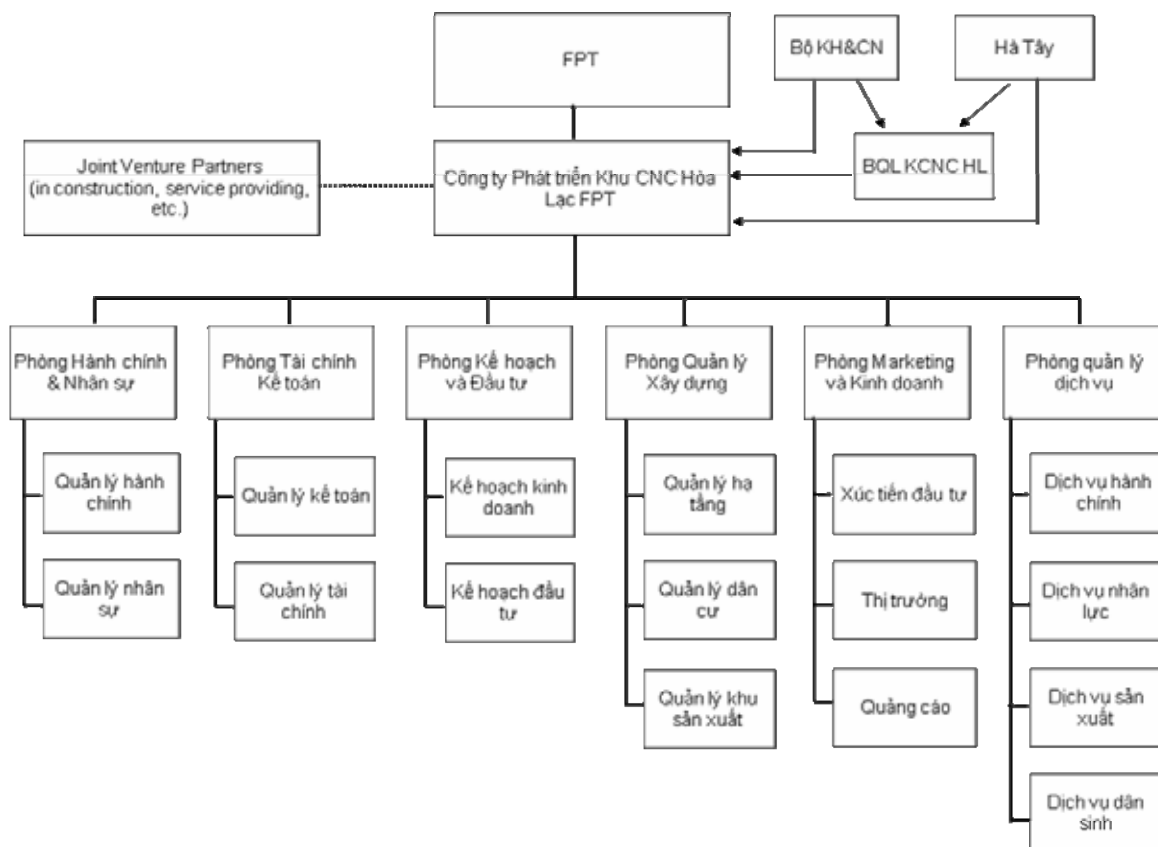 FPT
Bộ KH&CN
Hà Tây
Joint Venture Partners
(in construction, service providing,
etc.)
Công ty Phát triển Khu CNC Hòa
Lạc FPT
BQL KCNC HL
Phòng Hành chính
& Nhân sự
Phòng Tài chính
Kế toán
Phòng Kế hoạch
và Đầu tư
Phòng Quản lý
Xây dựng
Phòng Marketing
và Kinh doanh
Phòng quản lý
dịch vụ
Quản lý hành
chính
Quản lý kế toán
Kế hoạch kinh
doanh
Quản lý hạ
tầng
Xúc tiến đầu tư
Dịch vụ hành
chính
Quản lý nhân
sự
Quản lý tài
chính
Kế hoạch đầu
tư
Quản lý dân
cư
Thị trường
Dịch vụ nhân
lực
Quản lý khu
sản xuất
Quảng cáo
Dịch vụ sản
xuất
Dịch vụ dân
sinh